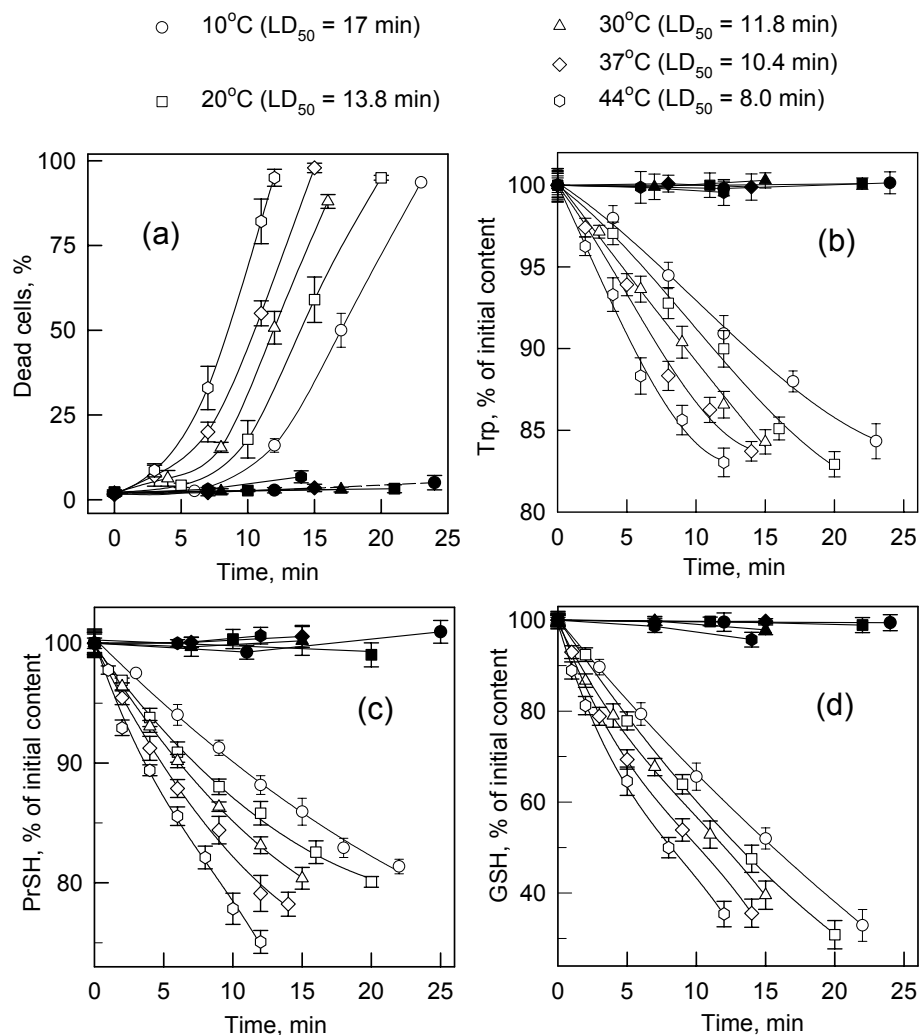 10°C (LD50 = 17 min)
20°C (LD50 = 13.8 min)
30°C (LD50 = 11.8 min)
37°C (LD50 = 10.4 min)
44°C (LD50 = 8.0 min)
(a)
Dead cells, %
100
75
50
25
0
0 5 10 15 20 25
Time, min
(b)
Trp, % of initial content
100
95
90
85
80
0 5 10 15 20 25
Time, min
(c)
PrSH, % of initial content
100
90
80
0 5 10 15 20 25
Time, min
(d)
GSH, % of initial content
100
80
60
40
0 5 10 15 20 25
Time, min